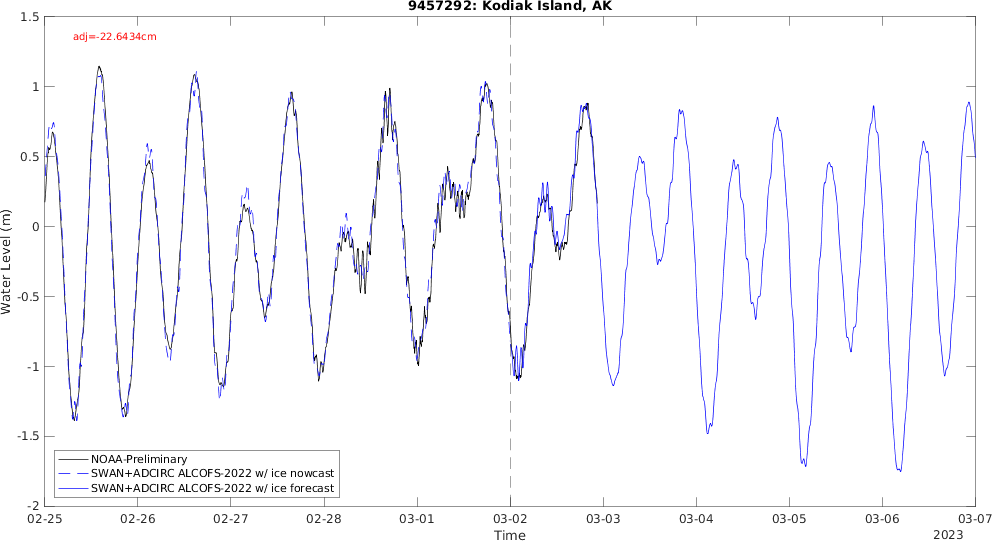 9457292: Kodiak Island, AK
adj=-22.6434cm
Water Level (m)
1.5
1
0.5
0
-0.5
-1
-1.5
-2
NOAA-Preliminary
SWAN+ADCIRC ALCOFS-2022 w/ ice nowcast
SWAN+ADCIRC ALCOFS-2022 w/ ice forecast
02-25 02-26 02-27 02-28 03-01 03-02 03-03 03-04 03-05 03-06 03-07
Time
2023